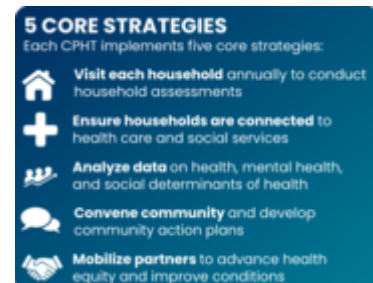 5 CORE STRATEGIES
Each CPHT implements five core strategies:
Visit each household annually to conduct
household assessments
Ensure households are connected to
health care and social services
Analyze data on health, mental health,
and social determinants of health
Convene community and develop
community action plans
Mobilize partners to advance health
equity and improve conditions